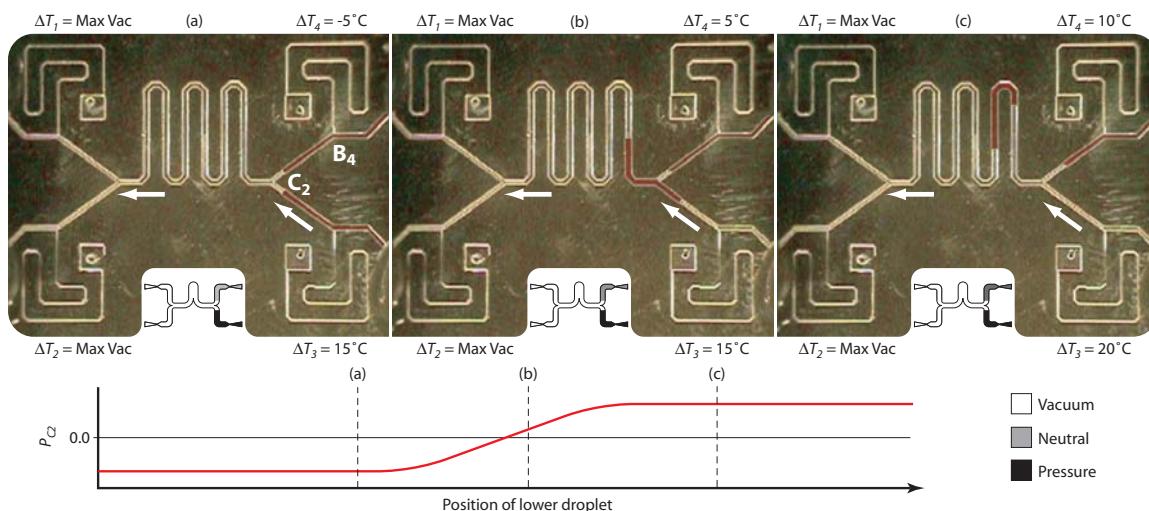 ΔT1 = Max Vac (a) ΔT4 = -5˚C
ΔT1 = Max Vac (b) ΔT4 = 5˚C
ΔT1 = Max Vac (c) ΔT4 = 10˚C
B4
C2
ΔT2 = Max Vac ΔT3 = 15˚C
ΔT2 = Max Vac ΔT3 = 15˚C
ΔT2 = Max Vac ΔT3 = 20˚C
(a) (b) (c)
PC2
0.0
Position of lower droplet
Vacuum
Neutral
Pressure